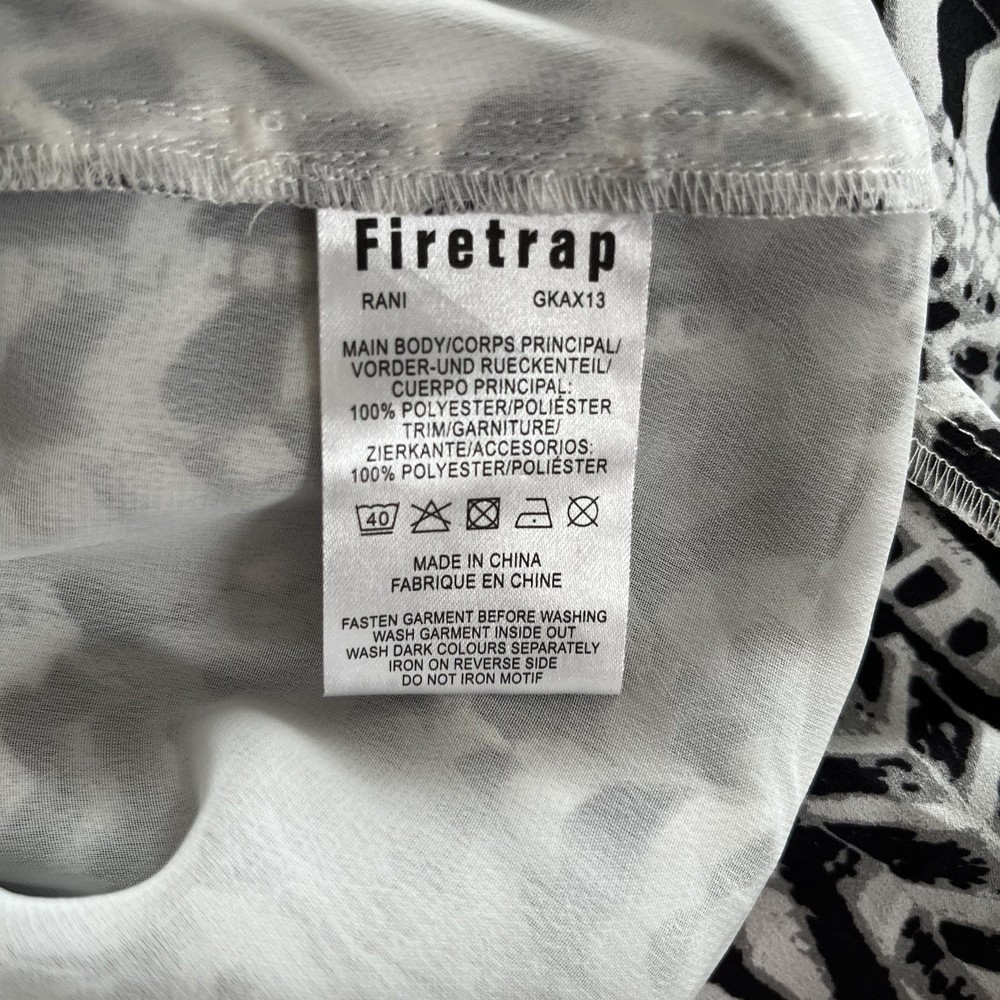 Firetrap
RANI GKAX13
MAIN BODY/CORPS PRINCIPAL/
VORDER-UND RUECKENTEIL/
CUERPO PRINCIPAL:
100% POLYESTER/POLIÉSTER
TRIM/GARNITURE/
ZIERKANTE/ACCESORIOS:
100% POLYESTER/POLIÉSTER
40
MADE IN CHINA
FABRIQUE EN CHINE
FASTEN GARMENT BEFORE WASHING
WASH GARMENT INSIDE OUT
WASH DARK COLOURS SEPARATELY
IRON ON REVERSE SIDE
DO NOT IRON MOTIF